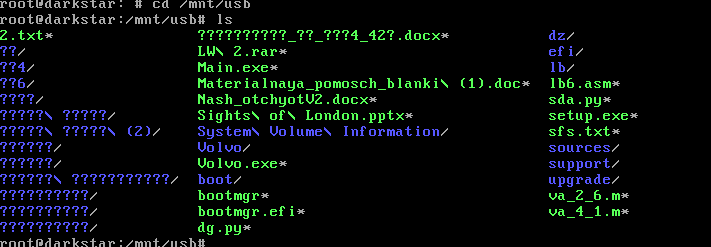 root@darkstar: # cd /mnt/usb
root@darkstar:/mnt/usb# ls
2.txt* ??????????_??_???4_42?.docx* dz/
??/ LW\ 2.rar* efi/
??4/ Main.exe* lb/
??6/ Materialnaya_pomosch_blanki\ (1).doc* lb6.asm*
????/ Nash_otchyotV2.docx* sda.py*
?????\ ?????/ Sights\ of\ London.pptx* setup.exe*
?????\ ?????\ (2)/ System\ Volume\ Information/ sfs.txt*
??????/ Volvo/ sources/
??????/ Volvo.exe* support/
??????\ ???????????/ boot/ upgrade/
??????????/ bootmgr* va_2_6.m*
??????????/ bootmgr.efi* va_4_1.m*
??????????/ dg.py*
root@darkstar:/mnt/usb#